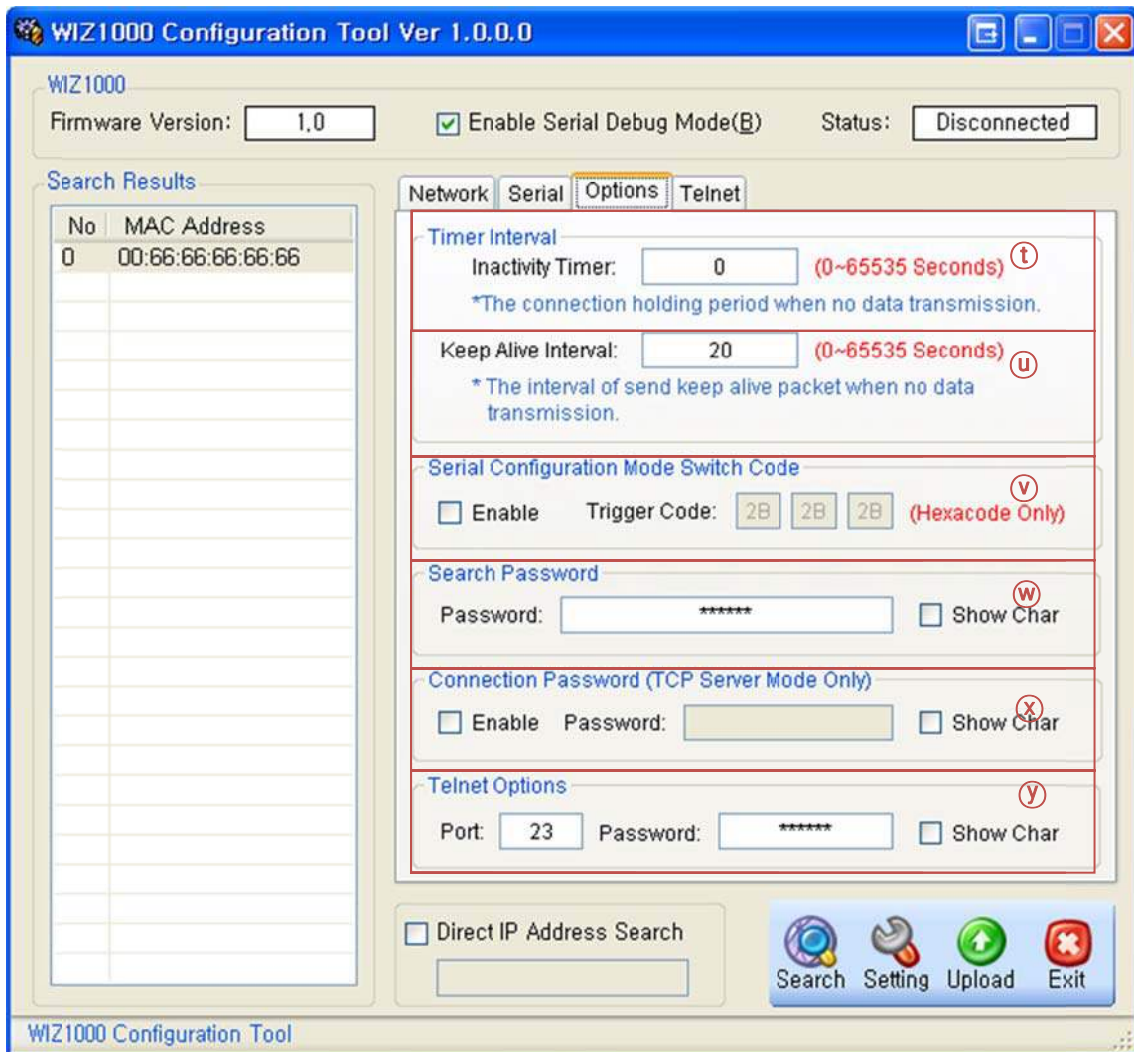 WIZ1000 Configuration Tool Ver 1.0.0.0
WIZ1000
Firmware Version: 1.0 Enable Serial Debug Mode(B) Status: Disconnected
Search Results
No MAC Address
0 00:66:66:66:66:66
Network Serial Options Telnet
Timer Interval
Inactivity Timer: 0 (0~65535 Seconds) ⓣ
*The connection holding period when no data transmission.
Keep Alive Interval: 20 (0~65535 Seconds) ⓤ
* The interval of send keep alive packet when no data
transmission.
Serial Configuration Mode Switch Code
Enable Trigger Code: 2B 2B 2B (Hexacode Only) ⓥ
Search Password
Password: ****** Show Char ⓦ
Connection Password (TCP Server Mode Only)
Enable Password: Show Char ⓧ
Telnet Options ⓨ
Port: 23 Password: ****** Show Char
Direct IP Address Search
Search Setting Upload Exit
WIZ1000 Configuration Tool